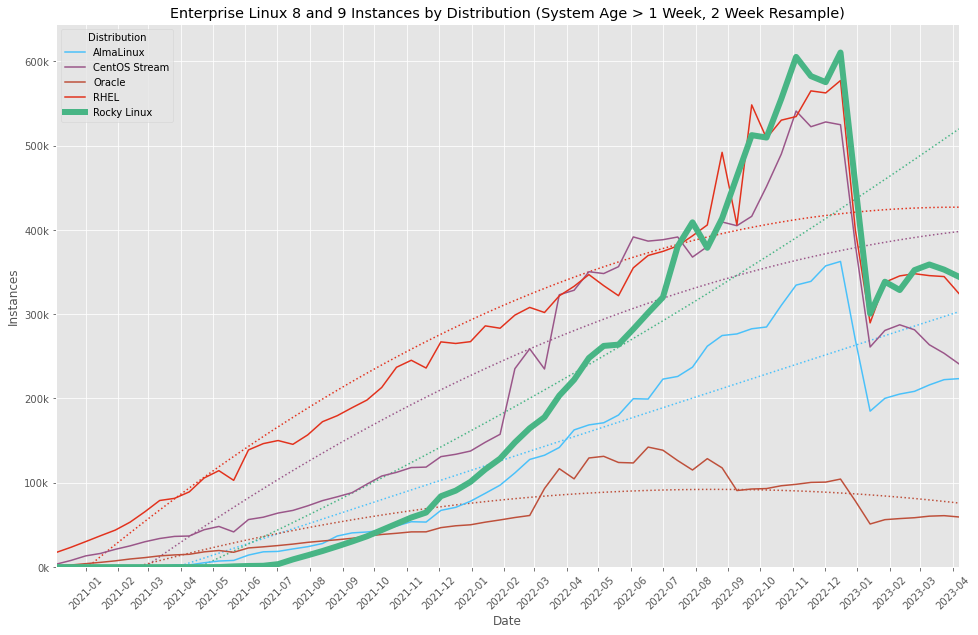 Enterprise Linux 8 and 9 Instances by Distribution (System Age > 1 Week, 2 Week Resample)
Distribution
AlmaLinux
CentOS Stream
Oracle
RHEL
Rocky Linux
600k
500k
400k
300k
200k
100k
0k
Instances
2021-01
2021-02
2021-03
2021-04
2021-05
2021-06
2021-07
2021-08
2021-09
2021-10
2021-11
2021-12
2022-01
2022-02
2022-03
2022-04
2022-05
2022-06
2022-07
2022-08
2022-09
2022-10
2022-11
2022-12
2023-01
2023-02
2023-03
2023-04
Date